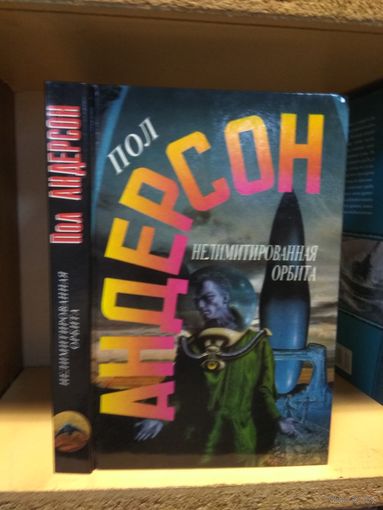 Пол Андерсон
НЕЛИМИТИРОВАННАЯ
ОРБИТА
ПОЛ
АНДЕРСОН
НЕЛИМИТИРОВАННАЯ
ОРБИТА